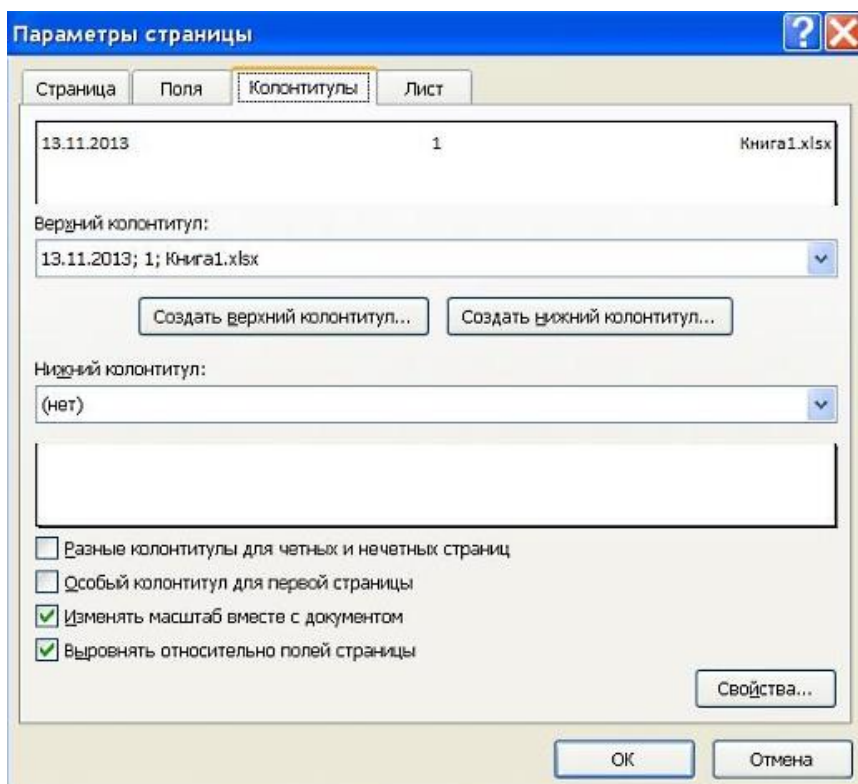 Параметры страницы
Страница Поля Колонтитулы Лист
13.11.2013 1 Книга1.xlsx
Верхний колонтитул:
13.11.2013; 1; Книга1.xlsx
Создать верхний колонтитул... Создать нижний колонтитул...
Нижний колонтитул:
(нет)
Разные колонтитулы для четных и нечетных страниц
Особый колонтитул для первой страницы
Изменять масштаб вместе с документом
Выровнять относительно полей страницы
Свойства...
ОК Отмена